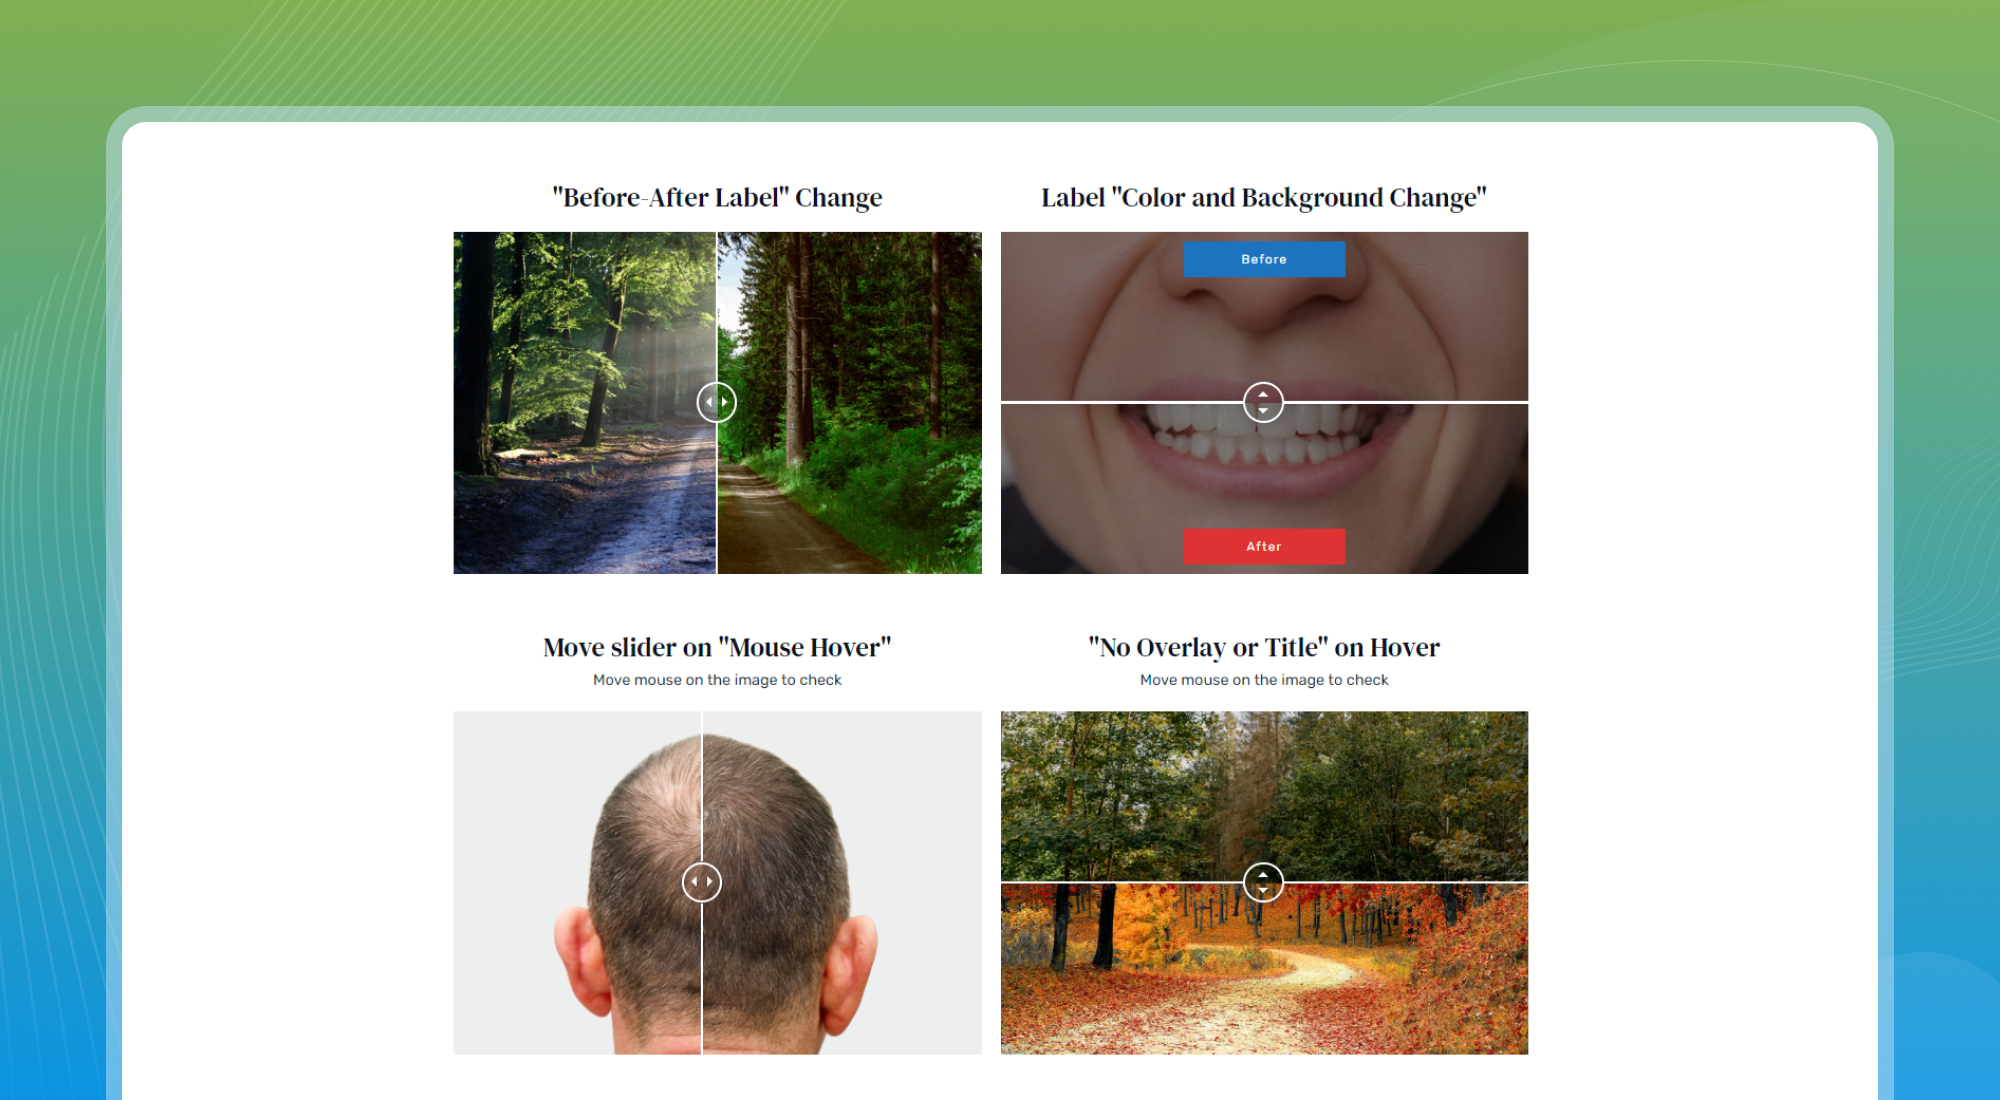 "Before-After Label" Change
Label "Color and Background Change"
Before
After
Move slider on "Mouse Hover"
Move mouse on the image to check
"No Overlay or Title" on Hover
Move mouse on the image to check